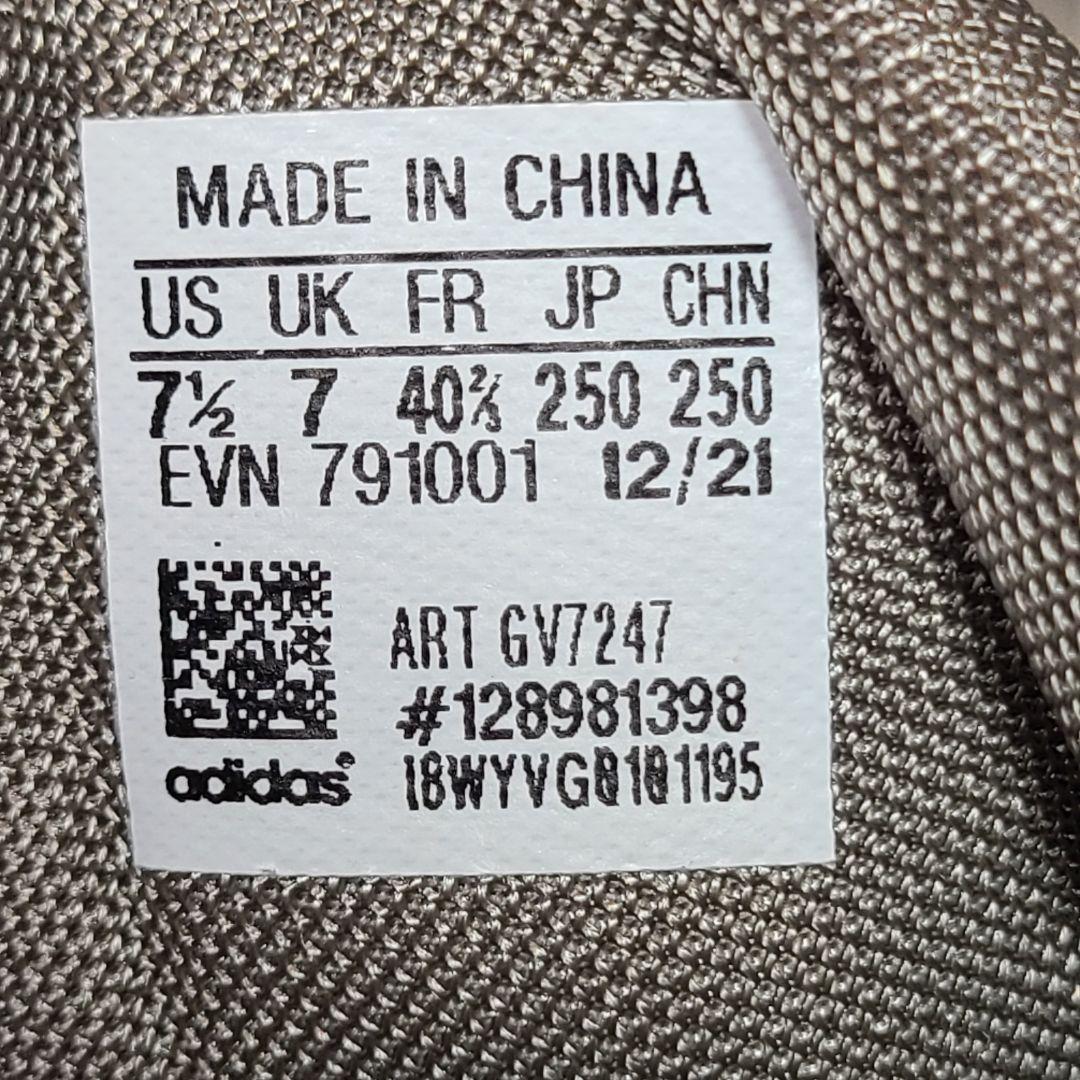 MADE IN CHINA
US UK FR JP CHN
7½ 7 40⅔ 250 250
EVN 791001 12/21
ART GV7247
#128981398
adidas®